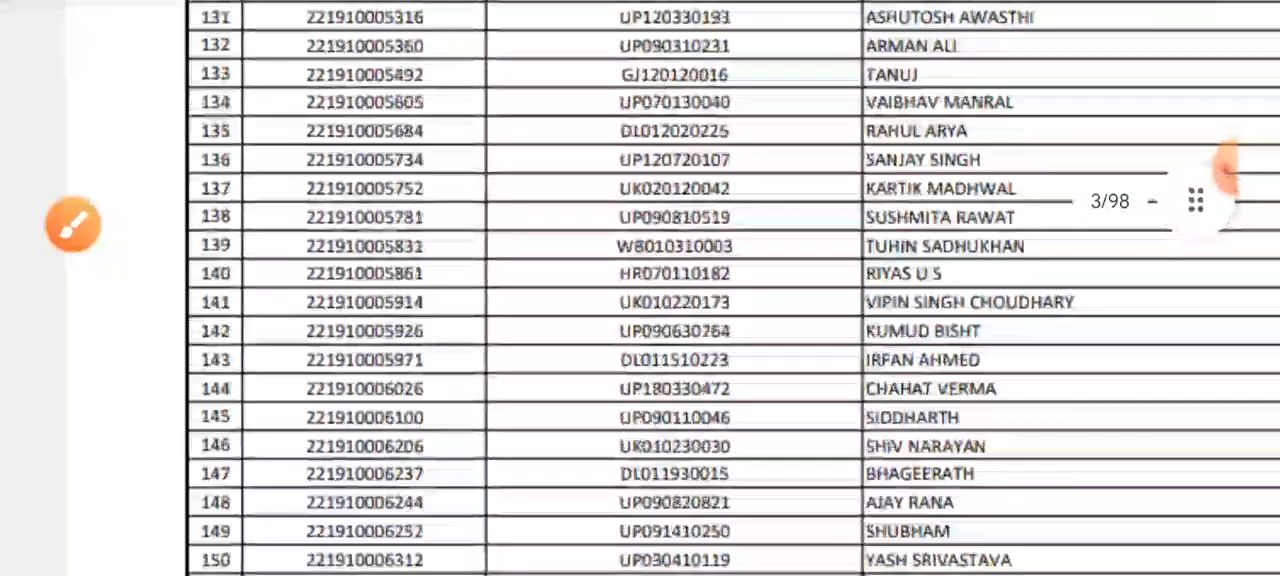 131 221910005316 UP120330193 ASHUTOSH AWASTHI
132 221910005360 UP090310231 ARMAN ALI
133 221910005492 GJ120120016 TANUJ
134 221910005605 UP070130040 VAIBHAV MANRAL
135 221910005684 DL012020225 RAHUL ARYA
136 221910005734 UP120720107 SANJAY SINGH
137 221910005752 UK020120042 KARTIK MADHWAL
3/98
138 221910005781 UP090810519 SUSHMITA RAWAT
139 221910005831 WB010310003 TUHIN SADHUKHAN
140 221910005861 HR070110182 RIYAS U S
141 221910005914 UK010220173 VIPIN SINGH CHOUDHARY
142 221910005926 UP090630764 KUMUD BISHT
143 221910005971 DL011510223 IRFAN AHMED
144 221910006026 UP180330472 CHAHAT VERMA
145 221910006100 UP090110046 SIDDHARTH
146 221910006206 UK010230030 SHIV NARAYAN
147 221910006237 DL011930015 BHAGEERATH
148 221910006244 UP090820821 AJAY RANA
149 221910006252 UP091410250 SHUBHAM
150 221910006312 UP030410119 YASH SRIVASTAVA